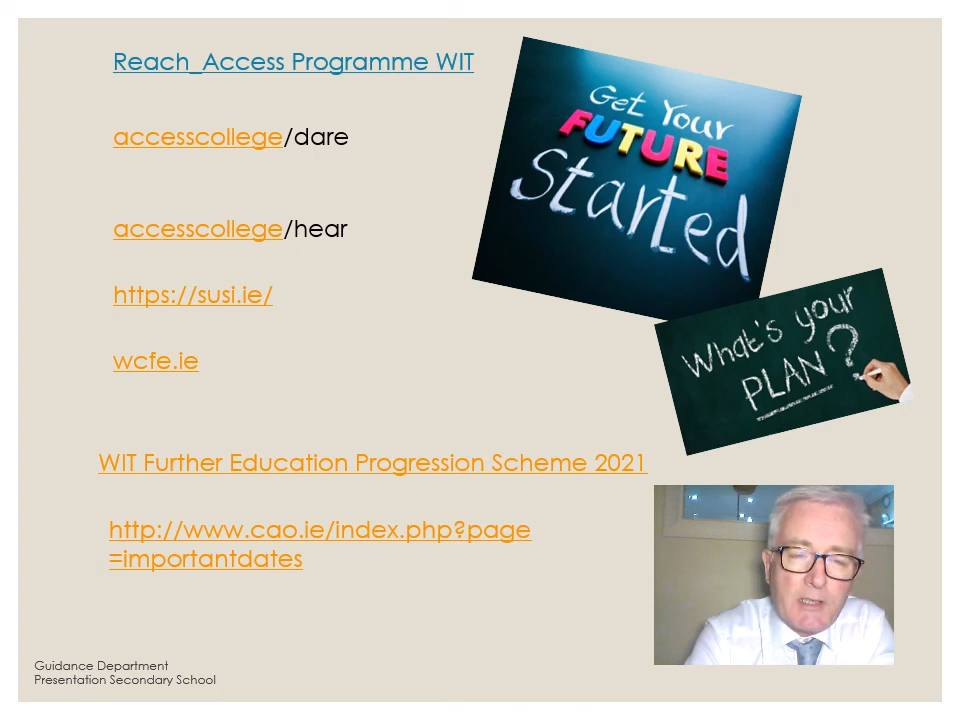 Reach_Access Programme WIT
accesscollege/dare
accesscollege/hear
https://susi.ie/
wcfe.ie
WIT Further Education Progression Scheme 2021
http://www.cao.ie/index.php?page
=importantdates
Guidance Department
Presentation Secondary School
Get Your
FUTURE
Started
What's your
PLAN?